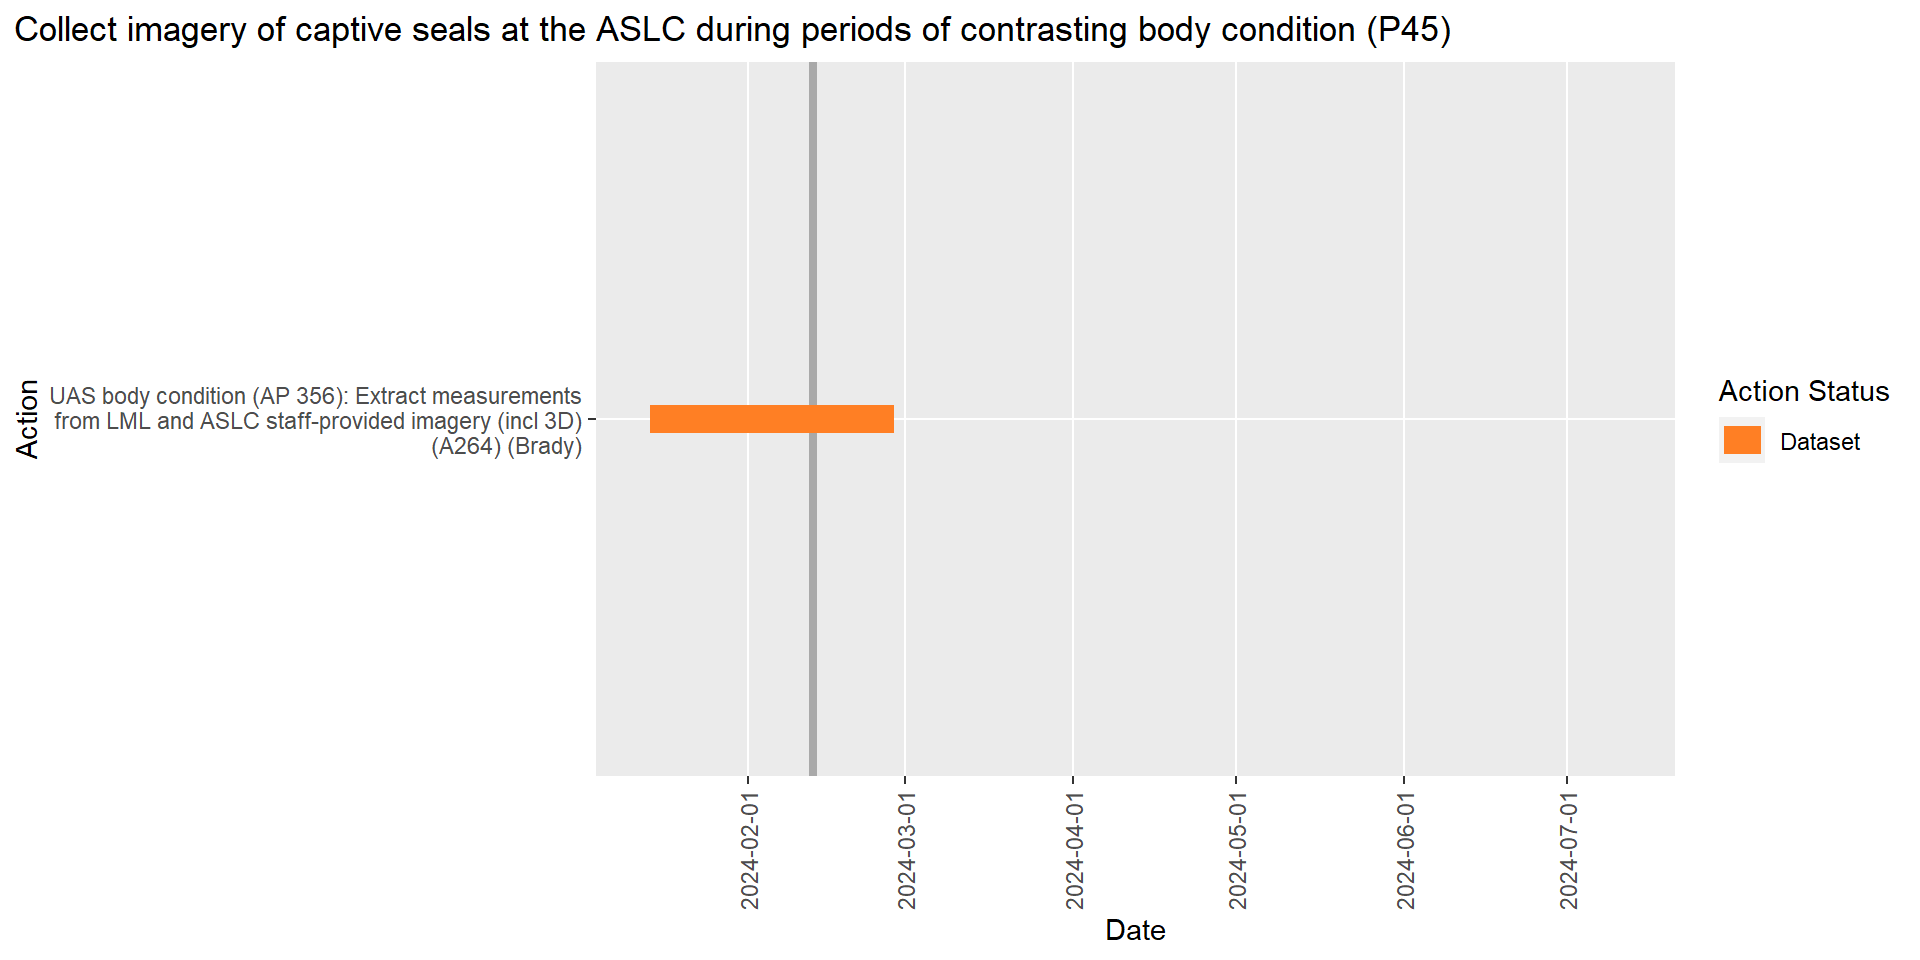 Collect imagery of captive seals at the ASLC during periods of contrasting body condition (P45)
Action
UAS body condition (AP 356): Extract measurements
from LML and ASLC staff-provided imagery (incl 3D)
(A264) (Brady)
Action Status
Dataset
2024-02-01
2024-03-01
2024-04-01
2024-05-01
2024-06-01
2024-07-01
Date